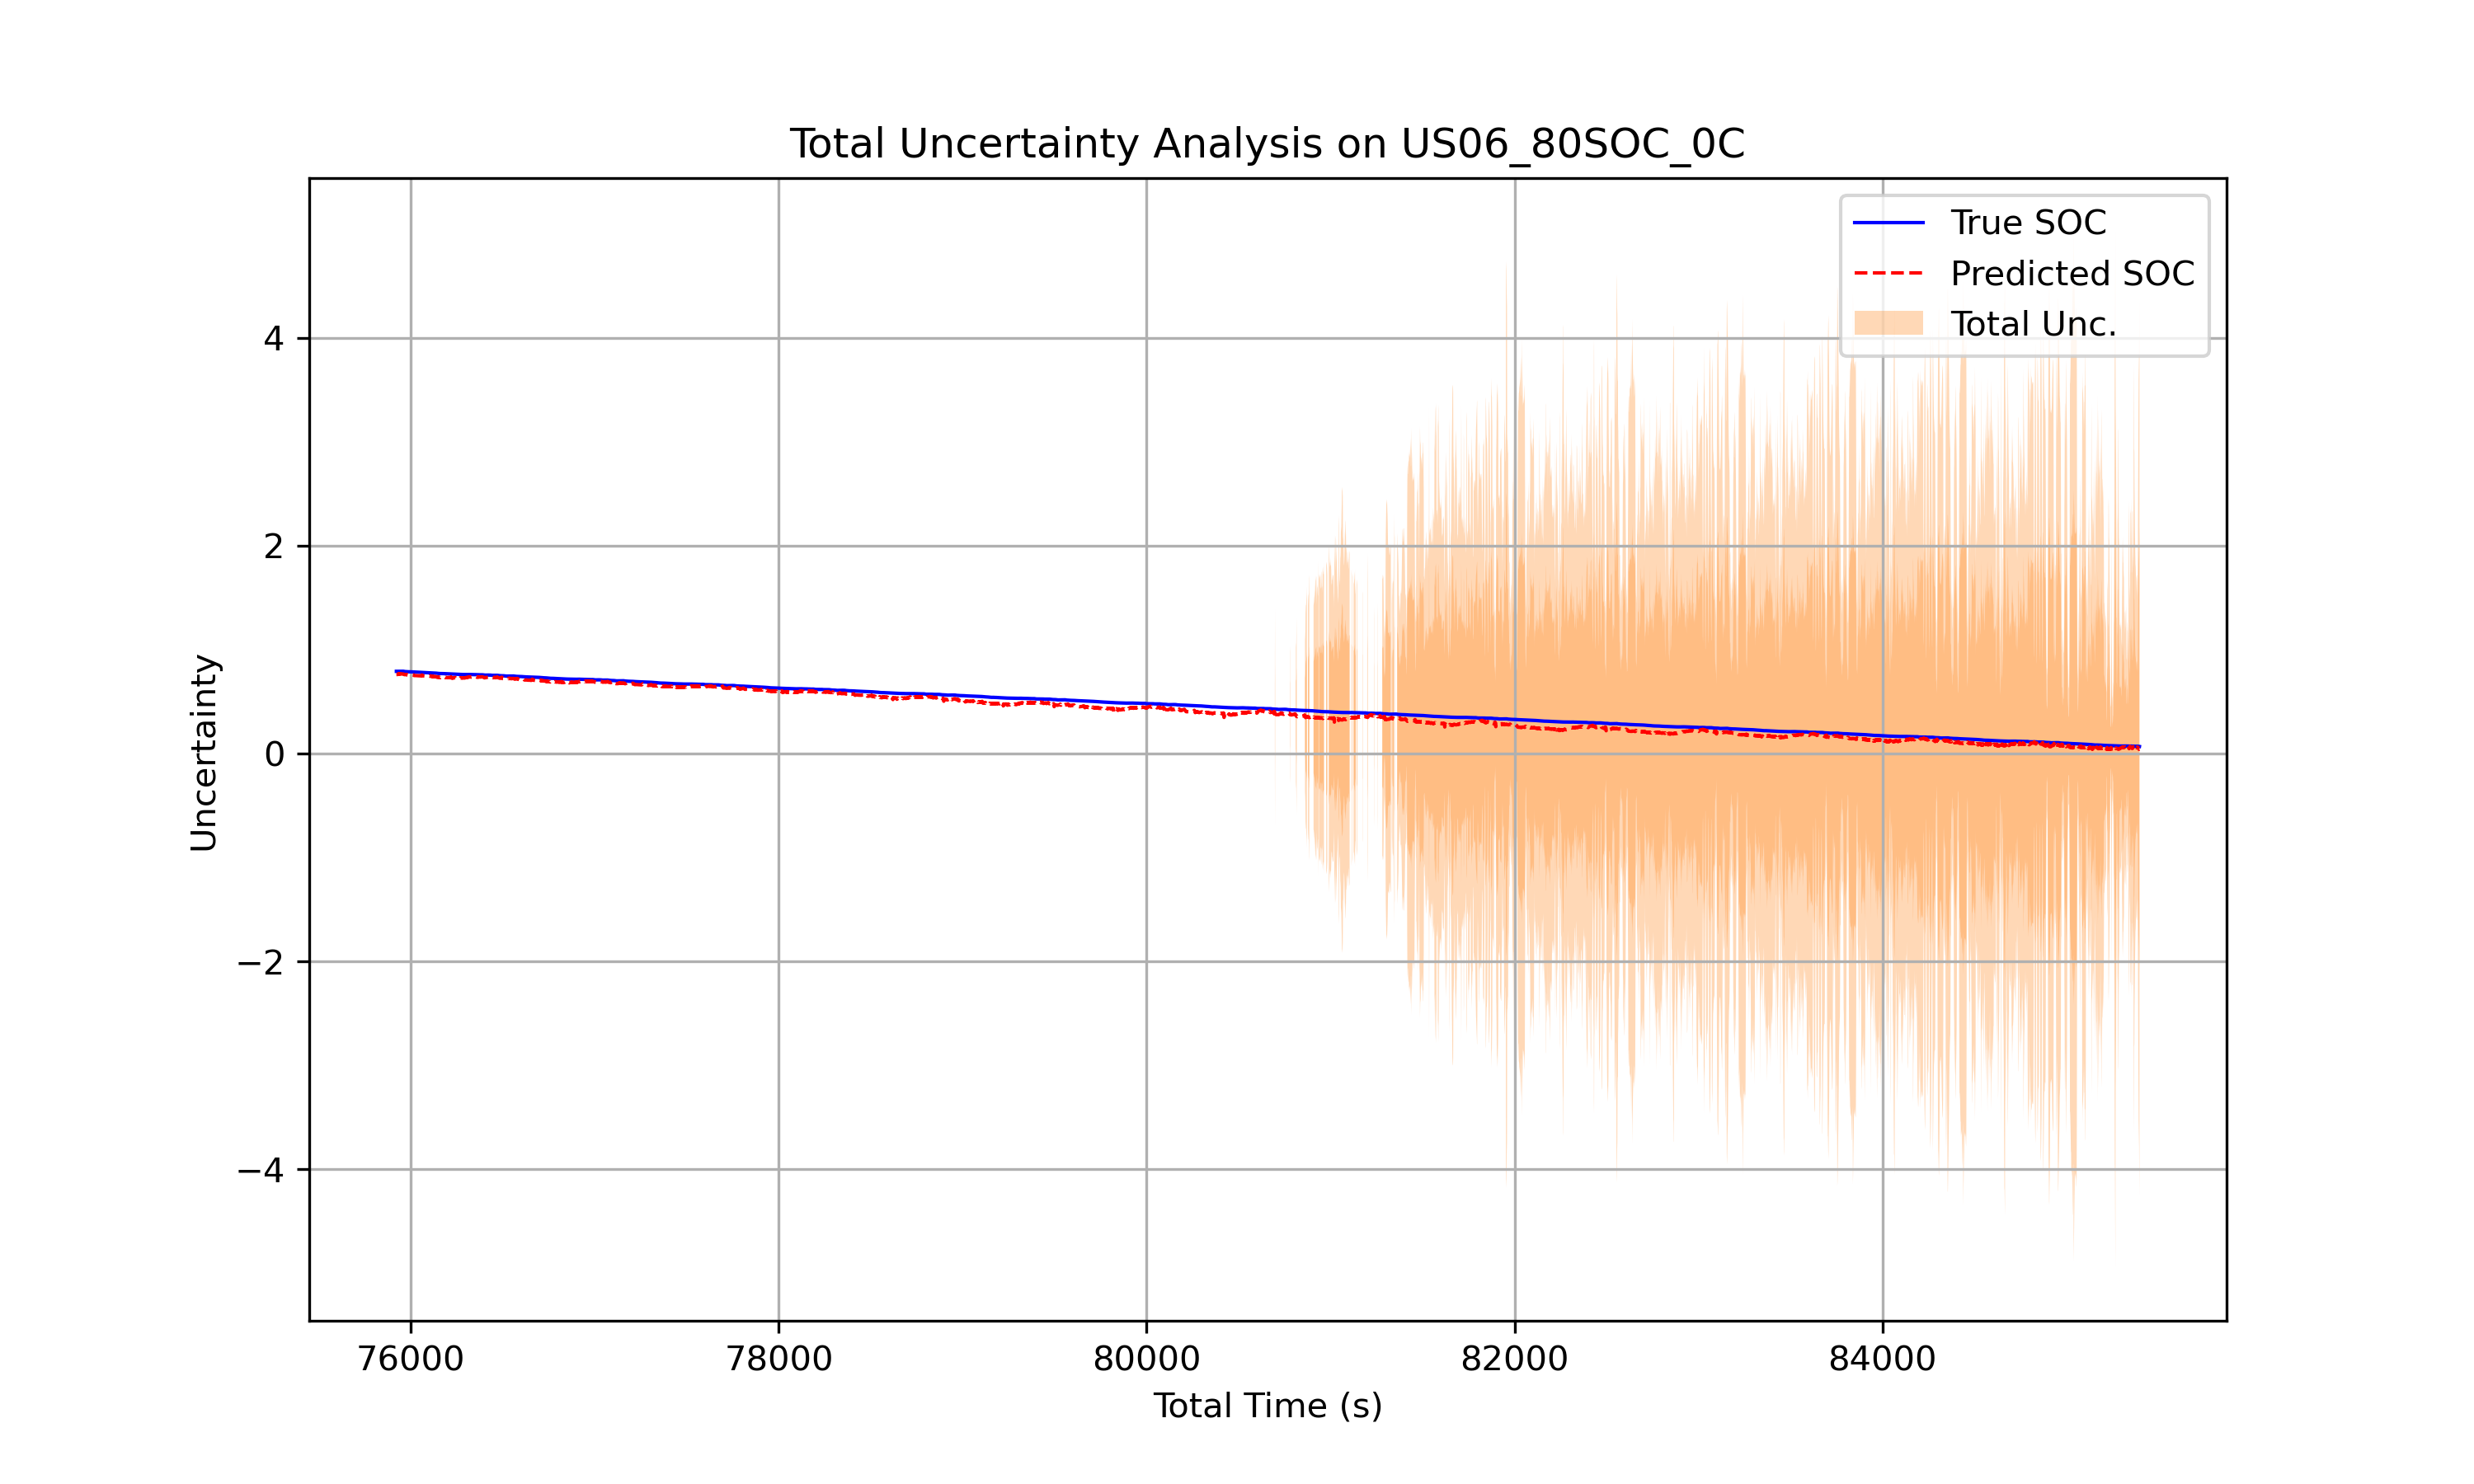 Total Uncertainty Analysis on US06_80SOC_0C
True SOC
Predicted SOC
Total Unc.
4
2
0
−2
−4
Uncertainty
76000 78000 80000 82000 84000
Total Time (s)